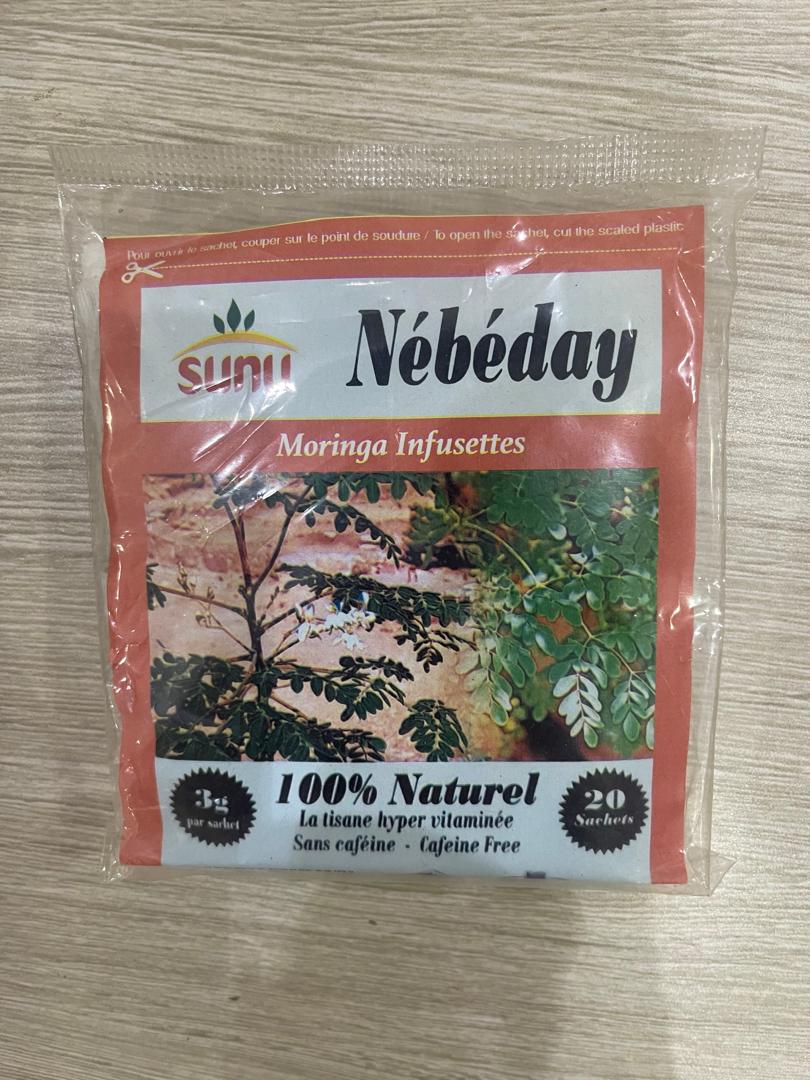 Pour ouvrir le sachet, couper sur le point de soudure / To open the sachet, cut the scaled plastic
sunu
Nébéday
Moringa Infusettes
3g
par sachet
100% Naturel
La tisane hyper vitaminée
Sans caféine - Cafeine Free
20
Sachets